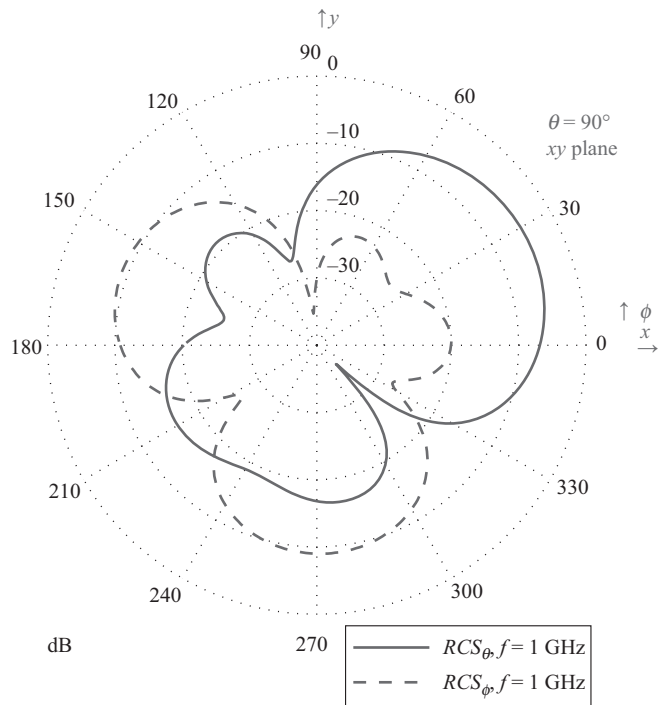 ↑y
90
0
120
60
θ = 90°
xy plane
–10
150
30
–20
–30
↑ ϕ
x
→
180
0
210
330
240
300
270
dB
RCSθ, f = 1 GHz
RCSϕ, f = 1 GHz